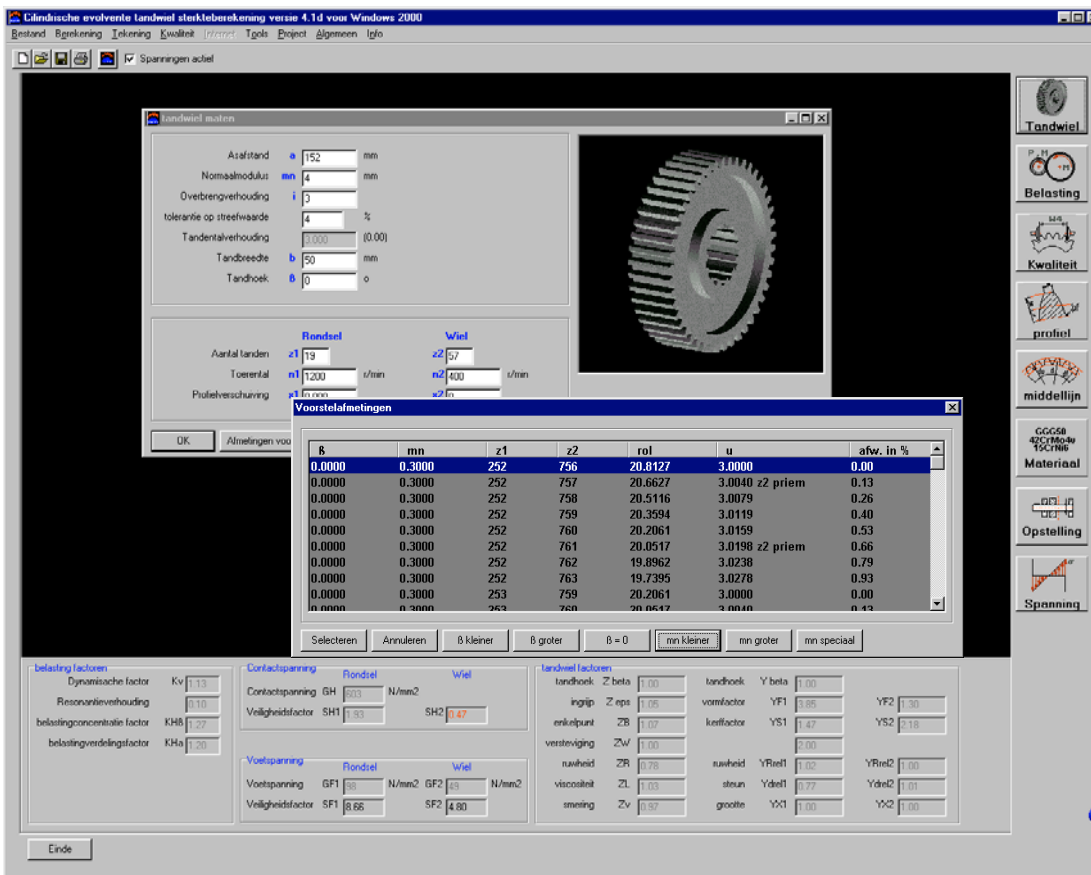 Cilindrische evolvente tandwiel sterkteberekening versie 4.1d voor Windows 2000
Bestand Berekening Tekening Kwaliteit Internet Tools Project Algemeen Info
Spanningen actief
tandwiel maten
Asafstand a 152 mm
Normaalmodulus mn 4 mm
Overbrengverhouding i 3
tolerantie op streefwaarde 4 %
Tandentalverhouding 3.000 (0.00)
Tandbreedte b 50 mm
Tandhoek ß 0 o
Rondsel Wiel
Aantal tanden z1 19 z2 57
Toerental n1 1200 r/min n2 400 r/min
Profielverschuiving x1 0.000 x2 0
OK Afmetingen voo
Voorstelafmetingen
ß mn z1 z2 rol u afw. in %
0.0000 0.3000 252 756 20.8127 3.0000 0.00
0.0000 0.3000 252 757 20.6627 3.0040 z2 priem 0.13
0.0000 0.3000 252 758 20.5116 3.0079 0.26
0.0000 0.3000 252 759 20.3594 3.0119 0.40
0.0000 0.3000 252 760 20.2061 3.0159 0.53
0.0000 0.3000 252 761 20.0517 3.0198 z2 priem 0.66
0.0000 0.3000 252 762 19.8962 3.0238 0.79
0.0000 0.3000 252 763 19.7395 3.0278 0.93
0.0000 0.3000 253 759 20.2061 3.0000 0.00
0.0000 0.3000 253 760 20.0517 3.0040 0.13
Selecteren Annuleren ß kleiner ß groter ß = 0 mn kleiner mn groter mn speciaal
Tandwiel
P, M
Belasting
Kwaliteit
profiel
middellijn
GGG50
42CrMo4v
15CrNi6
Materiaal
Opstelling
Spanning
belasting factoren
Dynamische factor Kv 1.13
Resonantieverhouding 0.10
belastingconcentratie factor KHß 1.27
belastingverdelingsfactor KHa 1.20
Contactspanning
Rondsel Wiel
Contactspanning GH 603 N/mm2
Veiligheidsfactor SH1 1.93 SH2 0.47
Voetspanning
Rondsel Wiel
Voetspanning GF1 98 N/mm2 GF2 49 N/mm2
Veiligheidsfactor SF1 8.66 SF2 4.80
tandwiel factoren
tandhoek Z beta 1.00 tandhoek Y beta 1.00
ingrijp Z eps 1.05 vormfactor YF1 3.85 YF2 1.30
enkelpunt ZB 1.07 kerffactor YS1 1.47 YS2 2.18
versteviging ZW 1.00 2.00
ruwheid ZR 0.78 ruwheid YRrel1 1.02 YRrel2 1.00
viscositeit ZL 1.03 steun Ydrel1 0.77 Ydrel2 1.01
smering Zv 0.97 grootte YX1 1.00 YX2 1.00
Einde